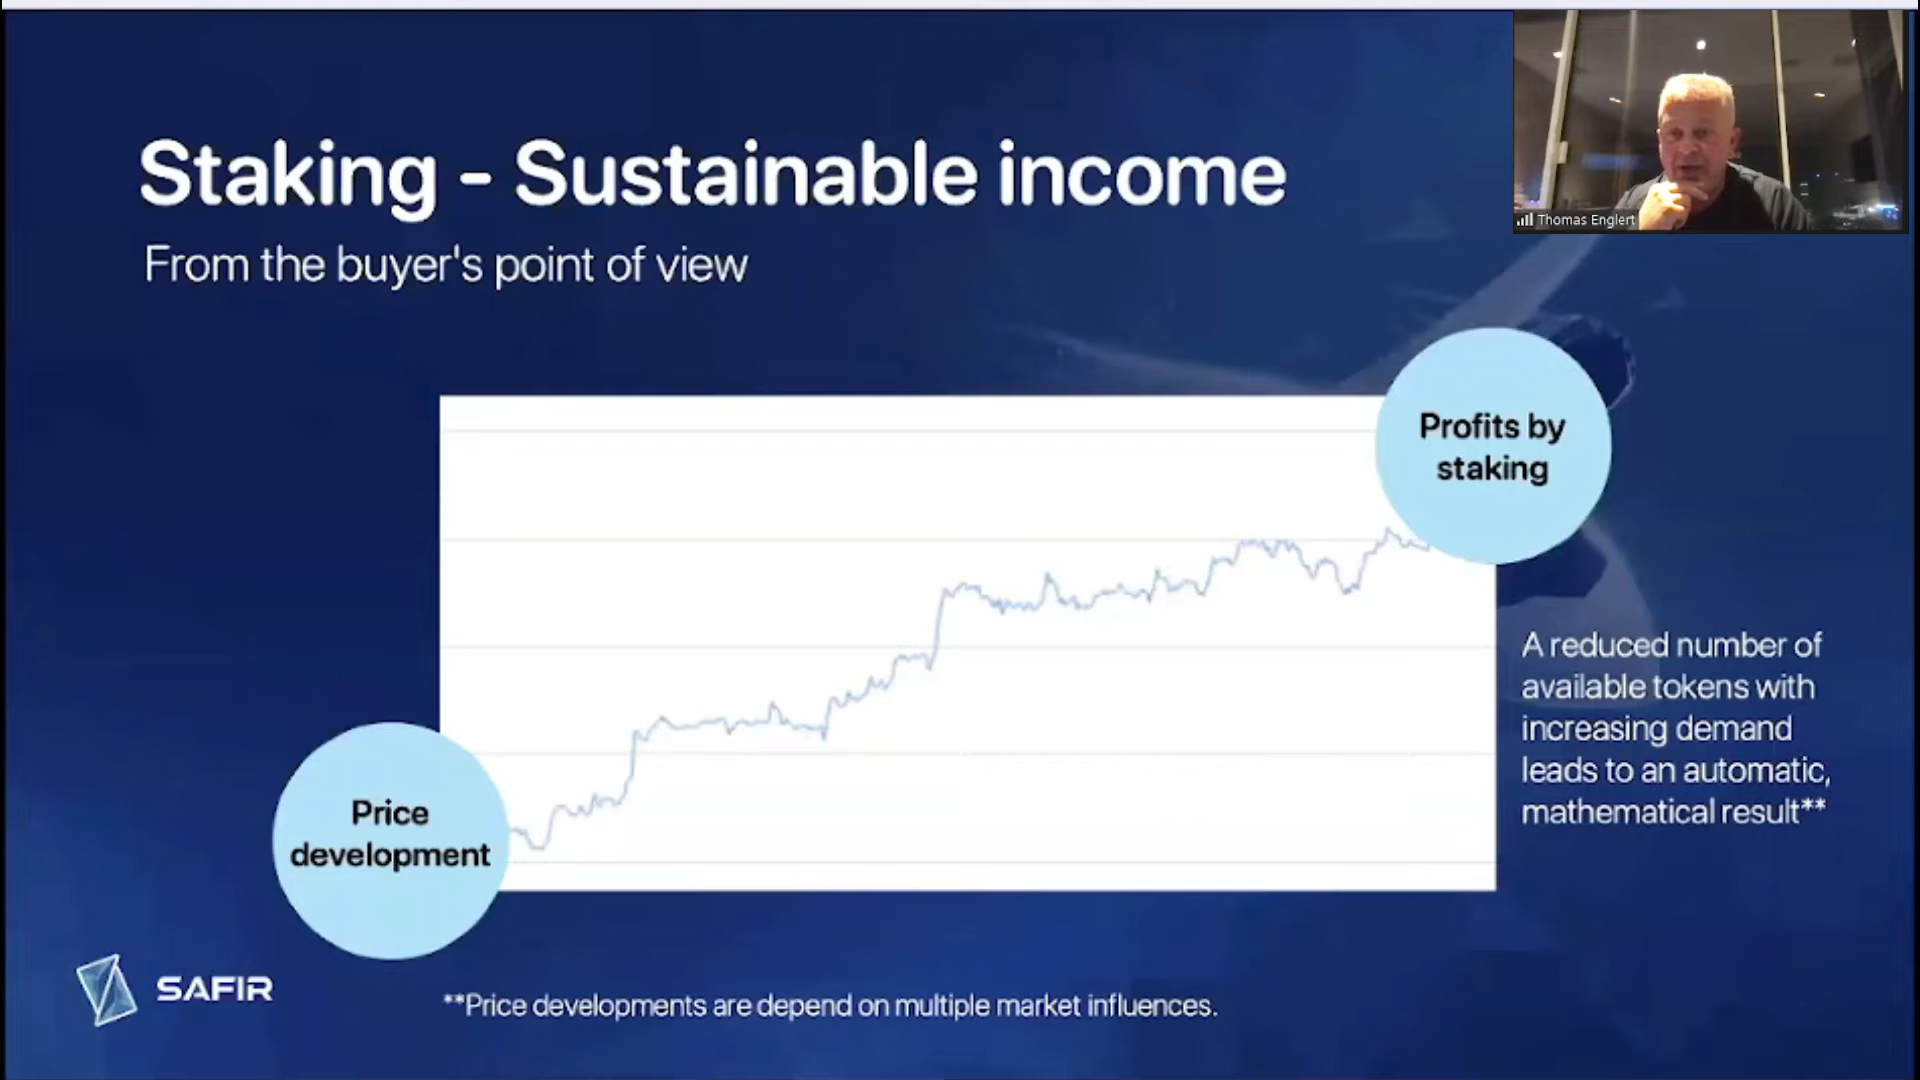 Staking - Sustainable income
From the buyer's point of view
Thomas Englert
Profits by
staking
A reduced number of
available tokens with
increasing demand
leads to an automatic,
mathematical result**
Price
development
SAFIR
**Price developments are depend on multiple market influences.